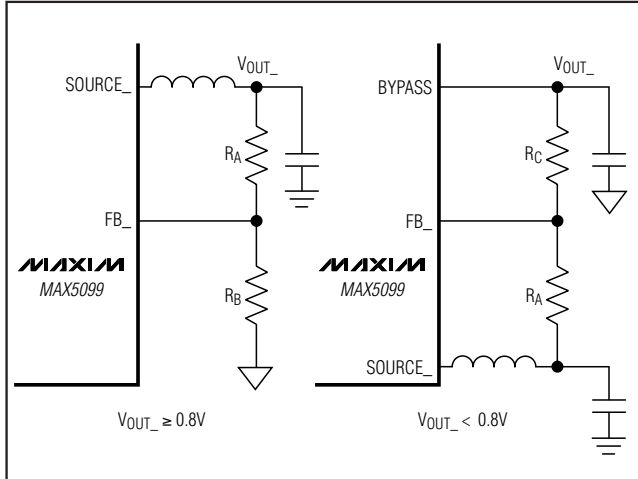 SOURCE_
V_OUT_
R_A
FB_
MAXIM
MAX5099
R_B
V_OUT_ ≥ 0.8V
BYPASS
V_OUT_
R_C
FB_
MAXIM
MAX5099
R_A
SOURCE_
V_OUT_ < 0.8V